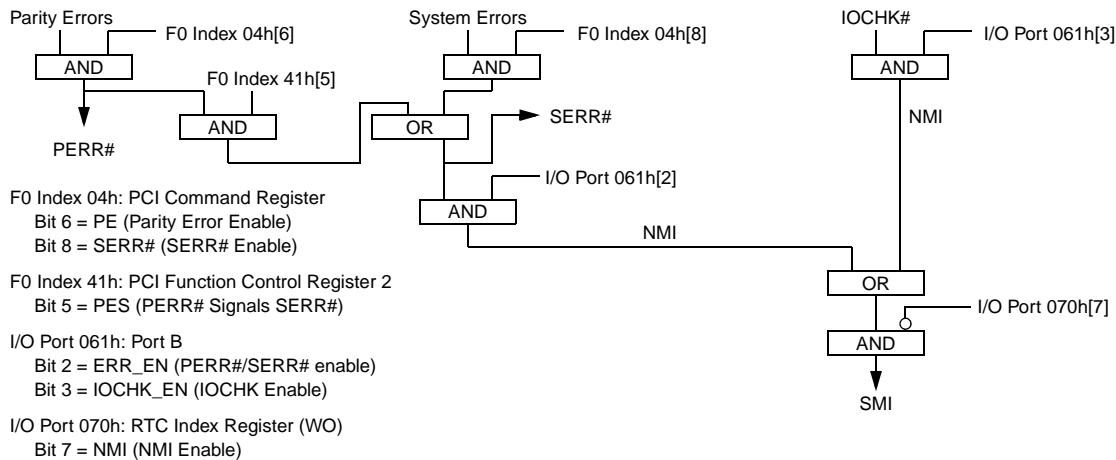 Parity Errors
F0 Index 04h[6]
AND
F0 Index 41h[5]
AND
PERR#
System Errors
F0 Index 04h[8]
AND
OR
SERR#
I/O Port 061h[2]
AND
NMI
IOCHK#
I/O Port 061h[3]
AND
NMI
OR
I/O Port 070h[7]
AND
SMI
F0 Index 04h: PCI Command Register
Bit 6 = PE (Parity Error Enable)
Bit 8 = SERR# (SERR# Enable)
F0 Index 41h: PCI Function Control Register 2
Bit 5 = PES (PERR# Signals SERR#)
I/O Port 061h: Port B
Bit 2 = ERR_EN (PERR#/SERR# enable)
Bit 3 = IOCHK_EN (IOCHK Enable)
I/O Port 070h: RTC Index Register (WO)
Bit 7 = NMI (NMI Enable)